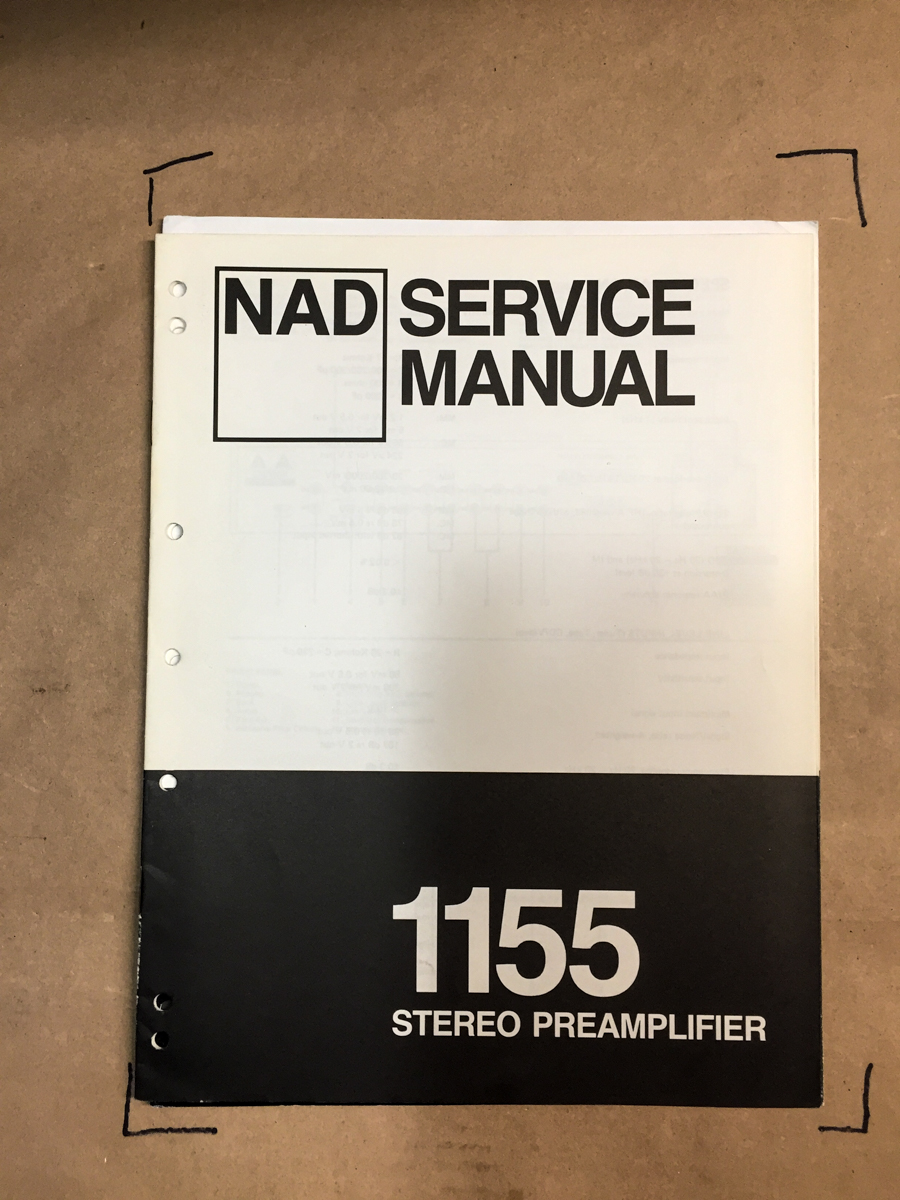 NAD
SERVICE
MANUAL
1155
STEREO PREAMPLIFIER